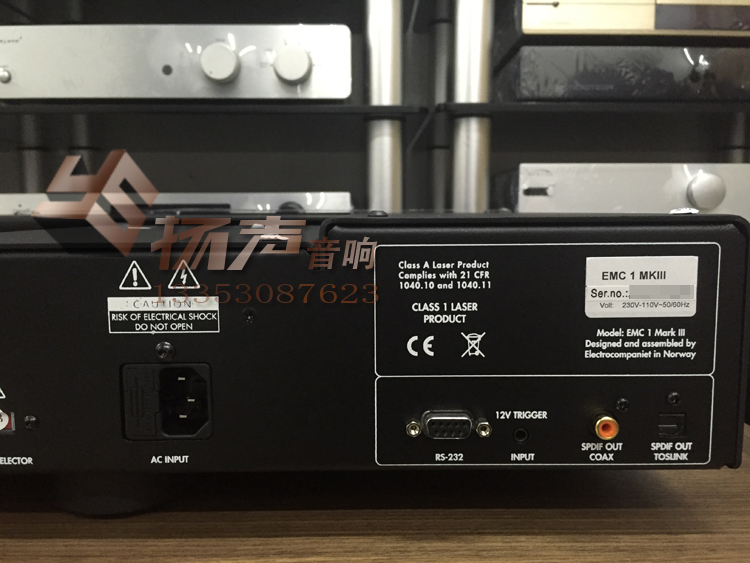 扬声音响
13353087623
CAUTION
RISK OF ELECTRICAL SHOCK
DO NOT OPEN
AC INPUT
ELECTOR
Class A Laser Product
Complies with 21 CFR
1040.10 and 1040.11
CLASS 1 LASER
PRODUCT
CE
EMC 1 MKIII
Ser.no.:
Volt: 230V-110V~50/60Hz
Model: EMC 1 Mark III
Designed and assembled by
Electrocompaniet in Norway
RS-232
12V TRIGGER
INPUT
SPDIF OUT
COAX
SPDIF OUT
TOSLINK